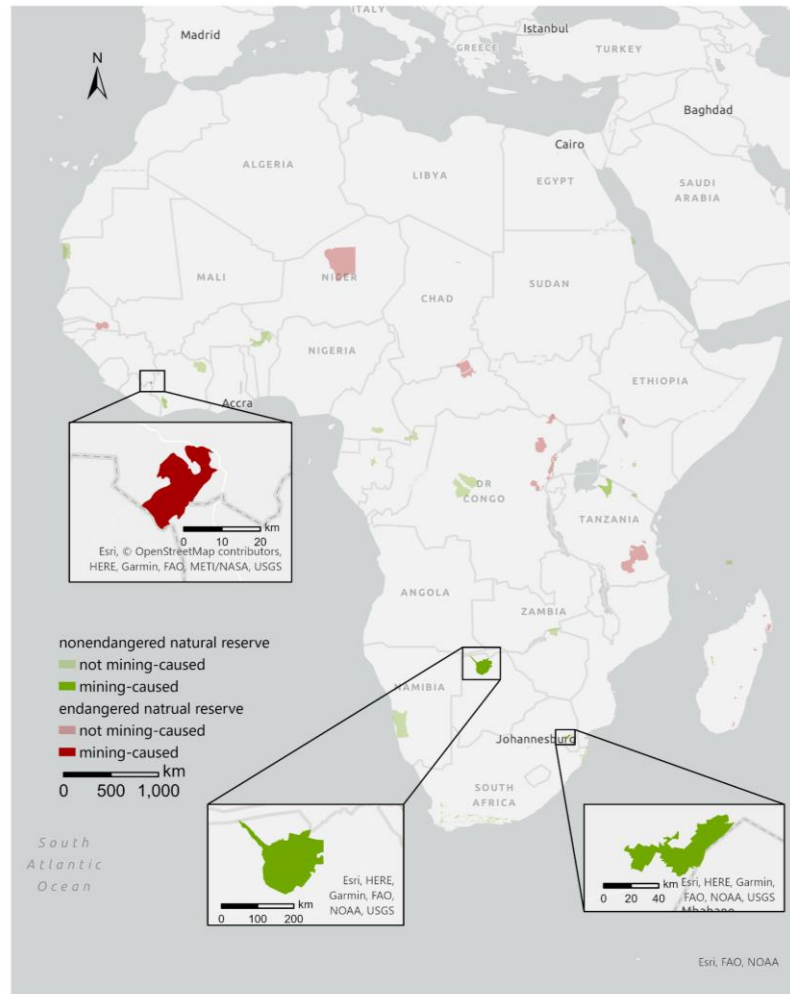 ITALY
Madrid
Istanbul
GREECE
TURKEY
N
Baghdad
Cairo
ALGERIA
LIBYA
EGYPT
SAUDI
ARABIA
MALI
NIGER
CHAD
SUDAN
NIGERIA
ETHIOPIA
Accra
DR
CONGO
TANZANIA
km
0 10 20
Esri, © OpenStreetMap contributors,
HERE, Garmin, FAO, METI/NASA, USGS
ANGOLA
ZAMBIA
nonendangered natural reserve
not mining-caused
mining-caused
endangered natrual reserve
not mining-caused
mining-caused
km
0 500 1,000
NAMIBIA
Johannesburg
SOUTH
AFRICA
South
Atlantic
Ocean
Esri, HERE,
Garmin, FAO,
NOAA, USGS
km
0 100 200
km
0 20 40
Esri, HERE, Garmin,
FAO, NOAA, USGS
Mbabane
Esri, FAO, NOAA